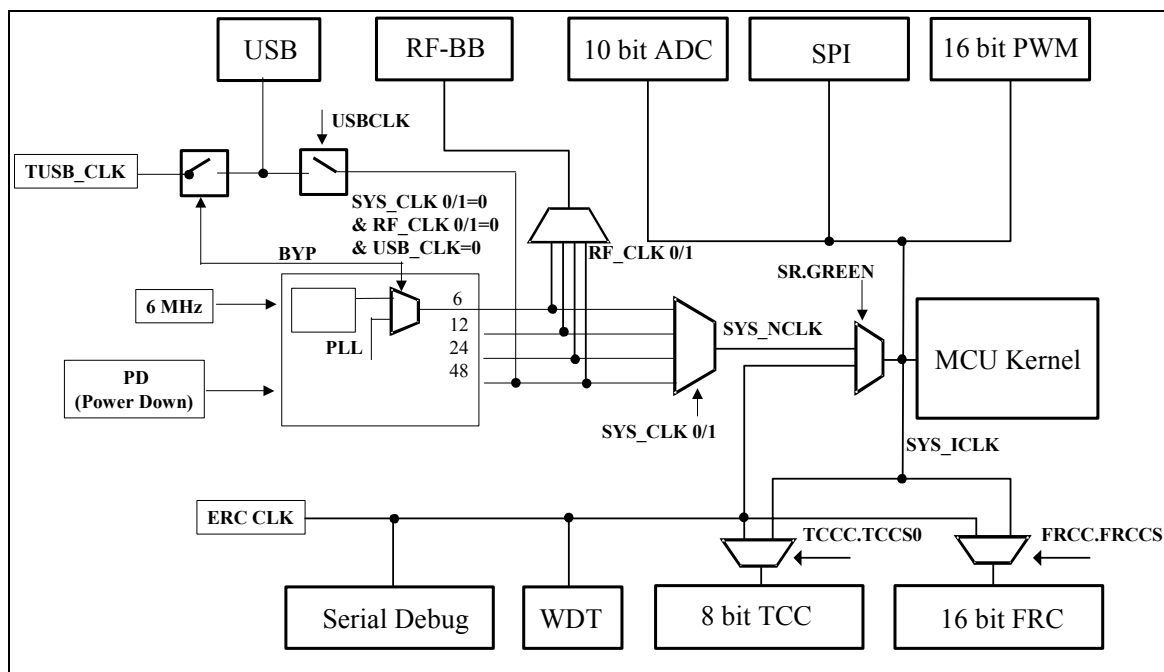 USB
RF-BB
10 bit ADC
SPI
16 bit PWM
USBCLK
TUSB_CLK
SYS_CLK 0/1=0
& RF_CLK 0/1=0
& USB_CLK=0
BYP
RF_CLK 0/1
SR.GREEN
6 MHz
6
12
24
48
PLL
SYS_NCLK
MCU Kernel
PD
(Power Down)
SYS_CLK 0/1
SYS_ICLK
ERC CLK
TCCC.TCCS0
FRCC.FRCCS
Serial Debug
WDT
8 bit TCC
16 bit FRC